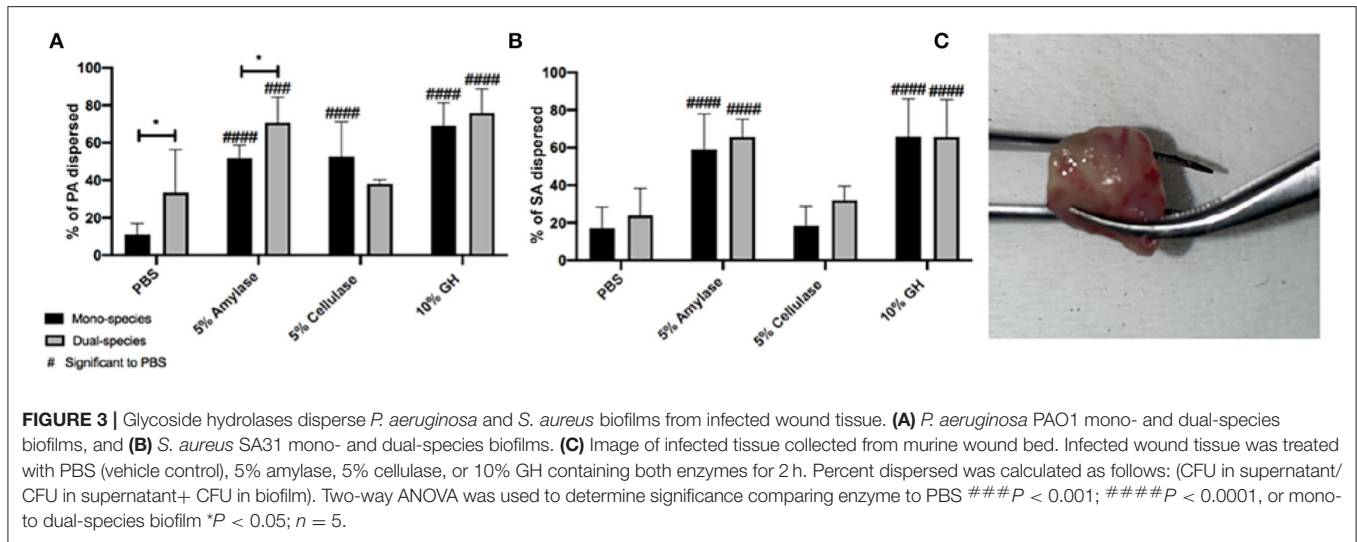 A
B
C
% of PA dispersed
100
80
60
40
20
0
*
*
####
###
####
####
####
PBS
5% Amylase
5% Cellulase
10% GH
Mono-species
Dual-species
# Significant to PBS
% of SA dispersed
100
80
60
40
20
0
####
####
####
####
PBS
5% Amylase
5% Cellulase
10% GH
FIGURE 3 | Glycoside hydrolases disperse P. aeruginosa and S. aureus biofilms from infected wound tissue. (A) P. aeruginosa PAO1 mono- and dual-species
biofilms, and (B) S. aureus SA31 mono- and dual-species biofilms. (C) Image of infected tissue collected from murine wound bed. Infected wound tissue was treated
with PBS (vehicle control), 5% amylase, 5% cellulase, or 10% GH containing both enzymes for 2 h. Percent dispersed was calculated as follows: (CFU in supernatant/
CFU in supernatant+ CFU in biofilm). Two-way ANOVA was used to determine significance comparing enzyme to PBS ###P < 0.001; ####P < 0.0001, or mono-
to dual-species biofilm *P < 0.05; n = 5.